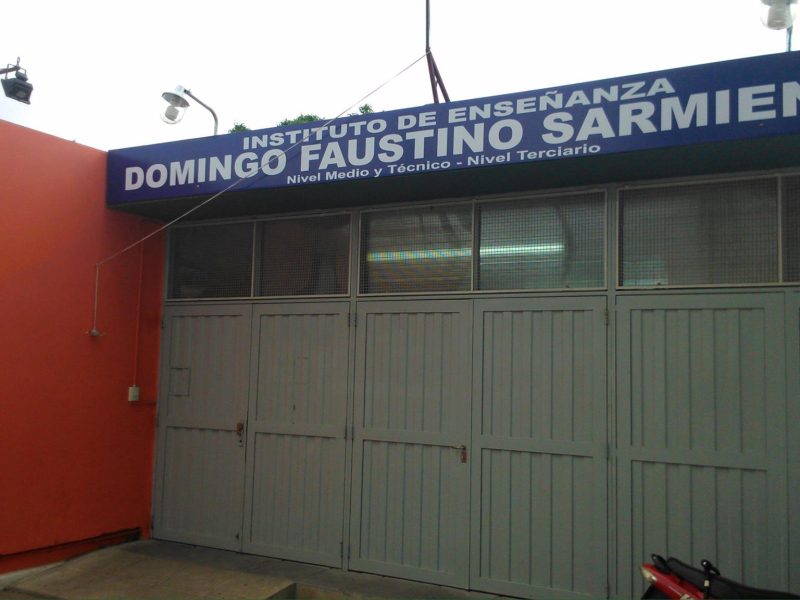 INSTITUTO DE ENSEÑANZA
DOMINGO FAUSTINO SARMIEN
Nivel Medio y Técnico - Nivel Terciario